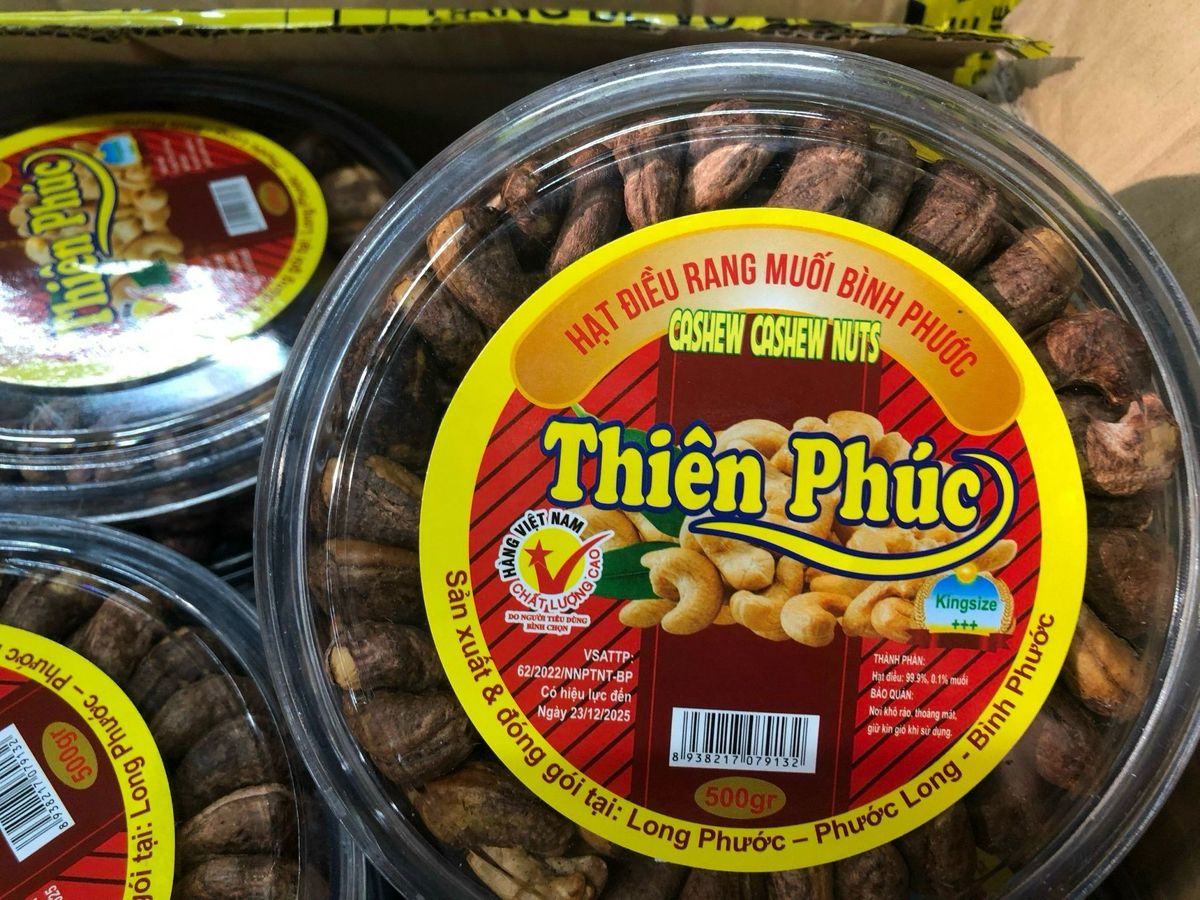 HẠT ĐIỀU RANG MUỐI BÌNH PHƯỚC
CASHEW CASHEW NUTS
Thiên Phúc
HÀNG VIỆT NAM
CHẤT LƯỢNG CAO
DO NGƯỜI TIÊU DÙNG
BÌNH CHỌN
Kingsize
+++
VSATTP:
62/2022/NNPTNT-BP
Có hiệu lực đến
Ngày 23/12/2025
THÀNH PHẦN:
Hạt điều: 99.9%, 0.1% muối
BẢO QUẢN:
Nơi khô ráo, thoáng mát,
giữ kín gió khi sử dụng.
8938217079132
500gr
Sản xuất & đóng gói tại: Long Phước – Phước Long - Bình Phước
Thiên Phúc
500gr
8938217079132
gói tại: Long Phước – Phước